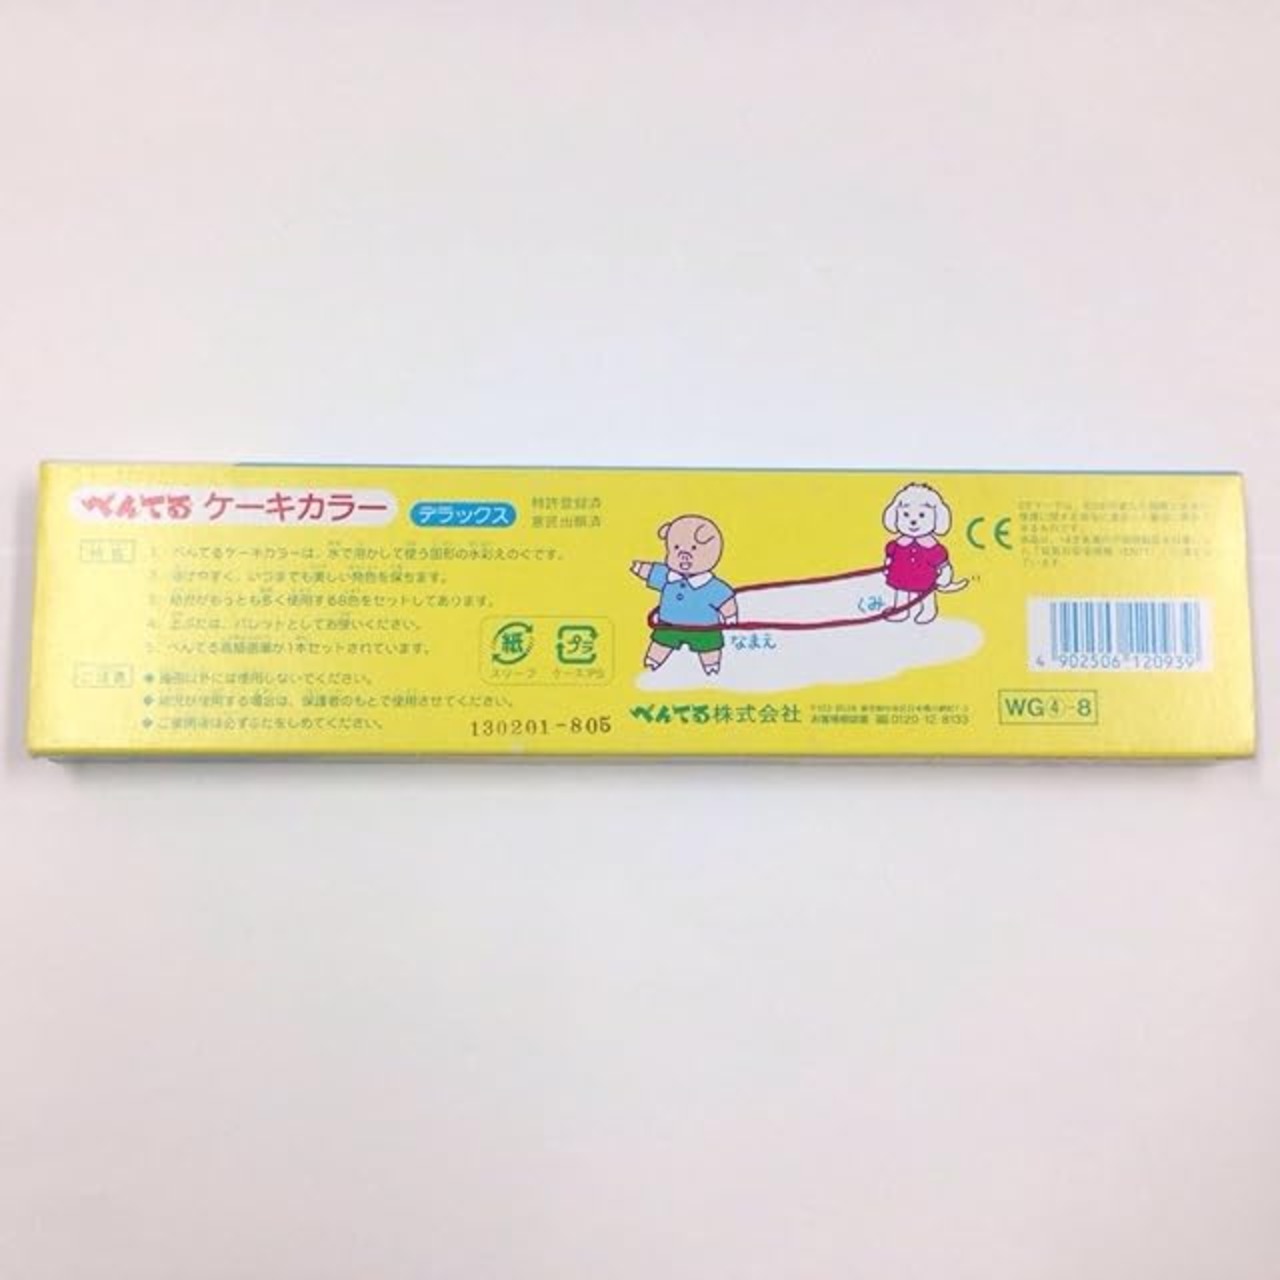 ぺんてる ケーキカラー デラックス
特許登録済
意匠出願済
特長
1. ぺんてるケーキカラーは、水で溶かして使う固形の水彩えのぐです。
2. 溶けやすく、いつまでも美しい発色を保ちます。
3. 幼児がもっとも多く使用する8色をセットしてあります。
4. 上ぶたは、パレットとしてお使いください。
5. ぺんてる高級画筆が1本セットされています。
ご注意
◆ 画用以外には使用しないでください。
◆ 幼児が使用する場合は、保護者のもとで使用させてください。
◆ ご使用後は必ずふたをしめてください。
紙
スリーブ
プラ
ケースPS
130201-805
なまえ
くみ
ぺんてる株式会社
お客様相談室 0120-12-8133
CE
4 902506 120939
WG④-8